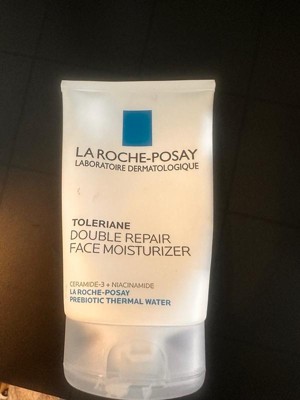 LA ROCHE-POSAY
LABORATOIRE DERMATOLOGIQUE
TOLERIANE
DOUBLE REPAIR
FACE MOISTURIZER
CERAMIDE-3 + NIACINAMIDE
LA ROCHE-POSAY
PREBIOTIC THERMAL WATER